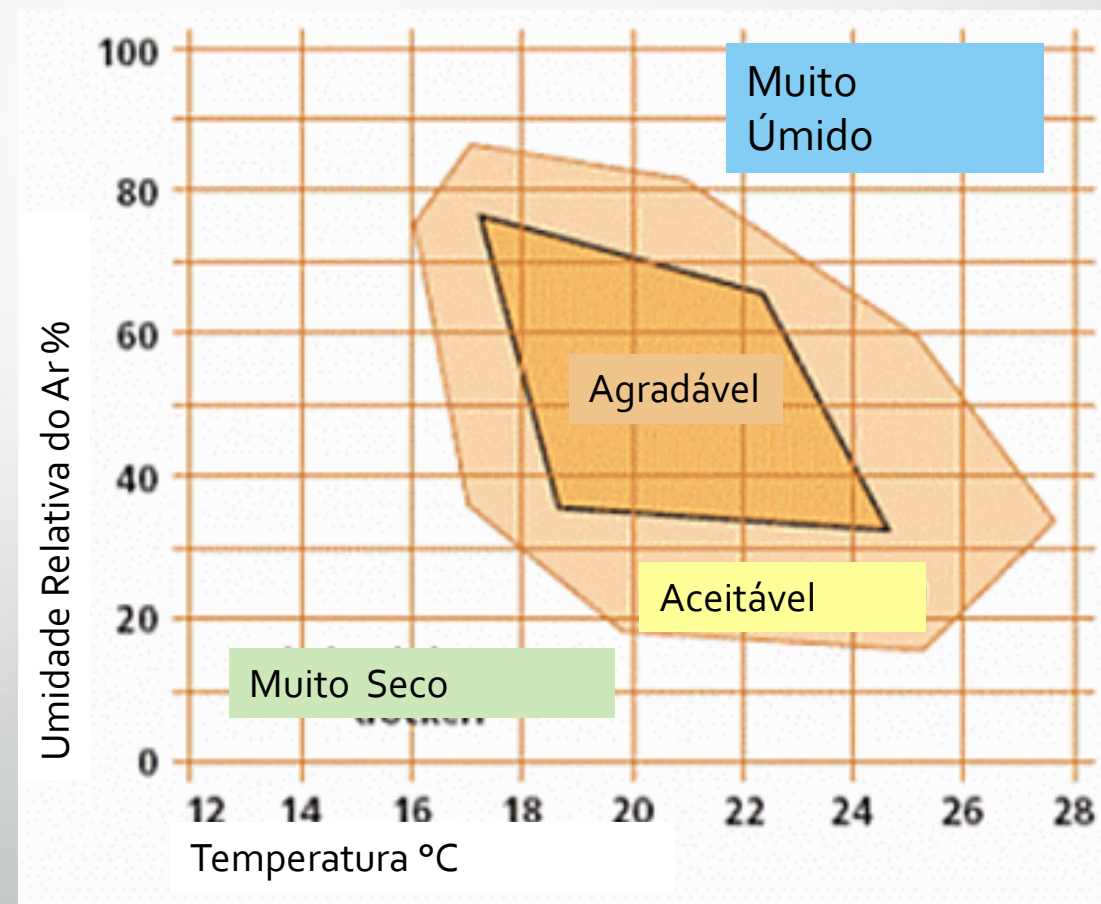 100
Muito
Úmido
80
60
Agradável
40
Aceitável
20
Muito Seco
0
12 14 16 18 20 22 24 26 28
Temperatura °C
Umidade Relativa do Ar %